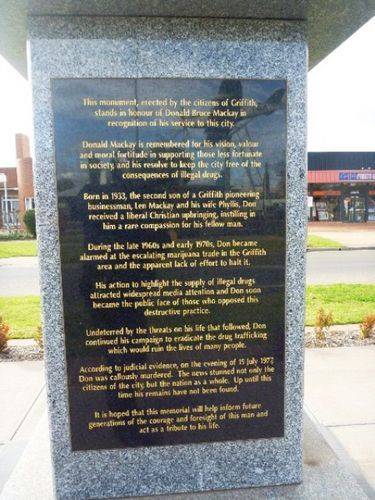 This monument, erected by the citizens of Griffith,
stands in honour of Donald Bruce Mackay in
recognition of his service to this city.
Donald Mackay is remembered for his vision, valour
and moral fortitude in supporting those less fortunate
in society and his resolve to keep the city free of the
consequences of illegal drugs.
Born in 1933, the second son of a Griffith pioneering
businessman, Len Mackay and his wife Phyllis, Don
received a liberal Christian upbringing, instilling in
him a rare compassion for his fellow man.
During the late 1960s and early 1970s, Don became
alarmed at the escalating marijuana trade in the Griffith
area and the apparent lack of effort to halt it.
His action to highlight the supply of illegal drugs
attracted widespread media attention and Don soon
became the public face of those who opposed this
destructive practice.
Undeterred by the threats on his life that followed, Don
continued his campaign to eradicate the drug trafficking
which would ruin the lives of many people.
According to judicial evidence, on the evening of 15 July 1977
Don was callously murdered. The news stunned not only the
citizens of the city but the nation as a whole. Up until this
time his remains have not been found.
It is hoped that this memorial will help inform future
generations of the courage and foresight of this man and
act as a tribute to his life.